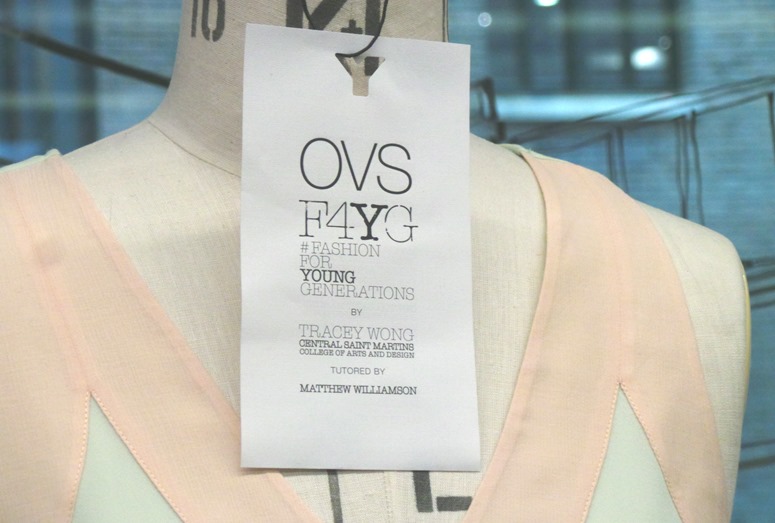 10
OVS
F4YG
#FASHION
FOR
YOUNG
GENERATIONS
BY
TRACEY WONG
CENTRAL SAINT MARTINS
COLLEGE OF ARTS AND DESIGN
TUTORED BY
MATTHEW WILLIAMSON